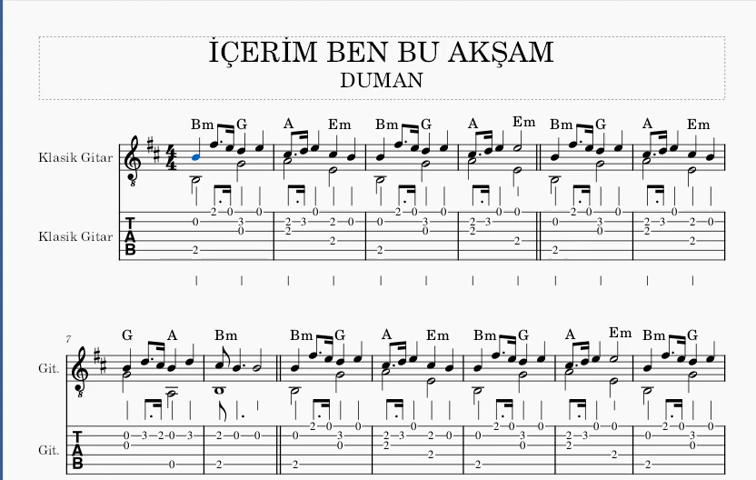 İÇERİM BEN BU AKŞAM
DUMAN
Bm G A Em Bm G A Em Bm G A Em
Klasik Gitar
Klasik Gitar
T A B
7
G A Bm Bm G A Em Bm G A Em Bm G
Git.
Git.
T A B